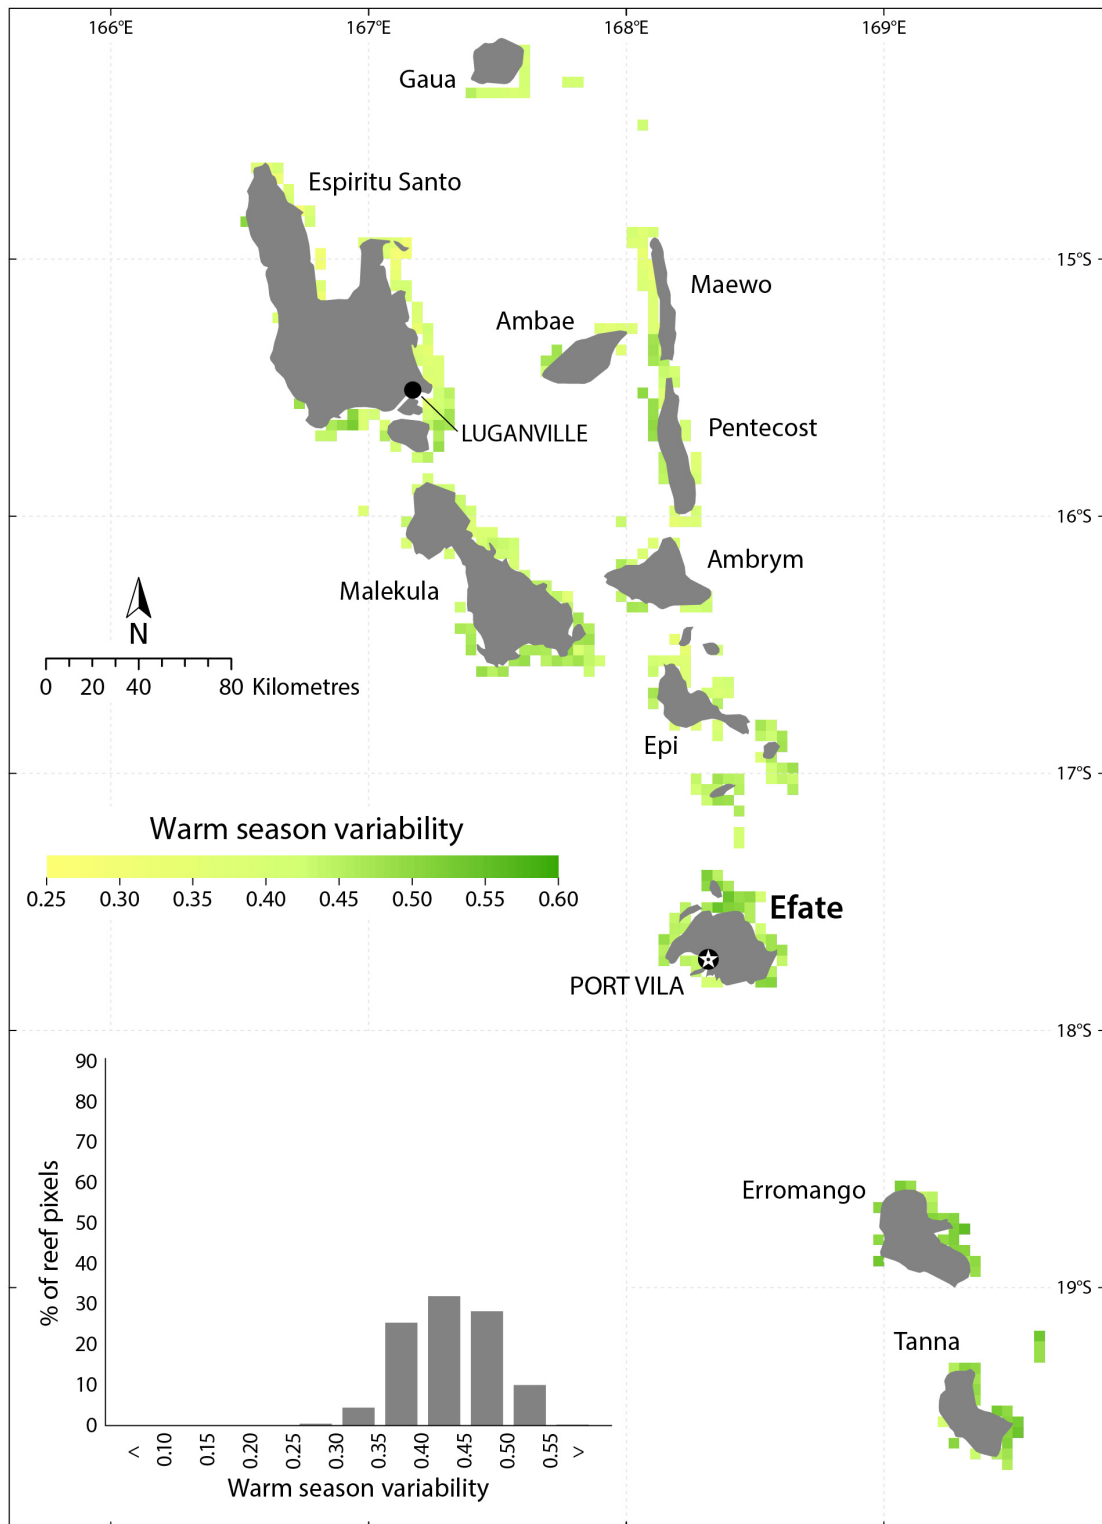 166°E 167°E 168°E 169°E
Gaua
Espiritu Santo
15°S
Maewo
Ambae
Pentecost
LUGANVILLE
16°S
Ambrym
Malekula
N
0 20 40 80 Kilometres
Epi
17°S
Warm season variability
0.25 0.30 0.35 0.40 0.45 0.50 0.55 0.60
Efate
PORT VILA
18°S
90
80
70
60
50
40
30
20
10
0
% of reef pixels
< 0.10 0.15 0.20 0.25 0.30 0.35 0.40 0.45 0.50 0.55 >
Warm season variability
Erromango
19°S
Tanna